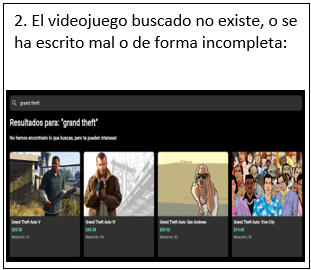 2. El videojuego buscado no existe, o se
ha escrito mal o de forma incompleta:
grand theft
Resultados para: "grand theft"
No hemos encontrado lo que buscas, pero te pueden interesar:
Grand Theft Auto V
Grand Theft Auto IV
Grand Theft Auto: San Andreas
Grand Theft Auto: Vice City